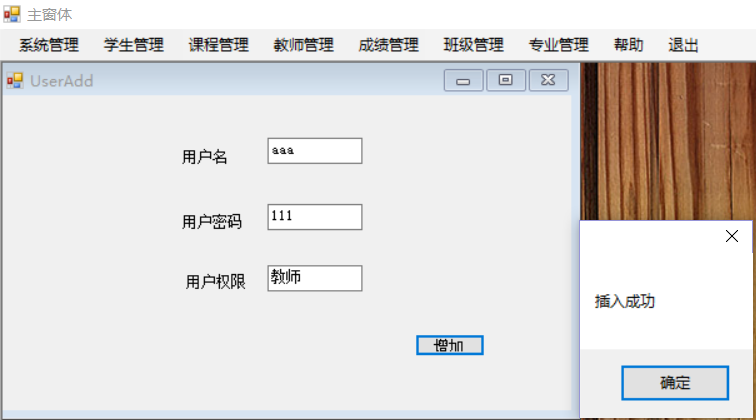 主窗体
系统管理 学生管理 课程管理 教师管理 成绩管理 班级管理 专业管理 帮助 退出
UserAdd
用户名 aaa
用户密码 111
用户权限 教师
增加
插入成功
确定